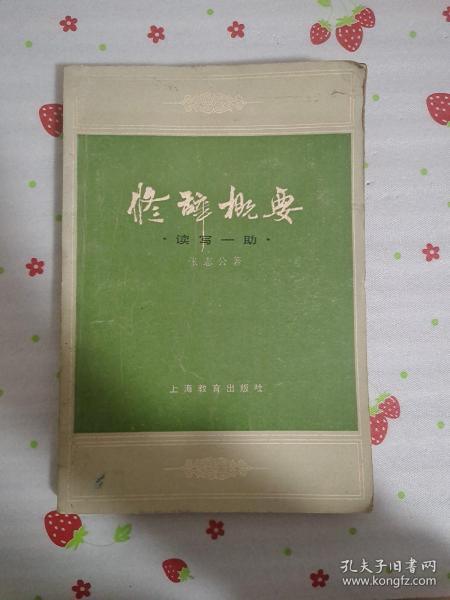 修辞概要
·读写一助·
张志公著
上海教育出版社
孔夫子旧书网
www.kongfz.com